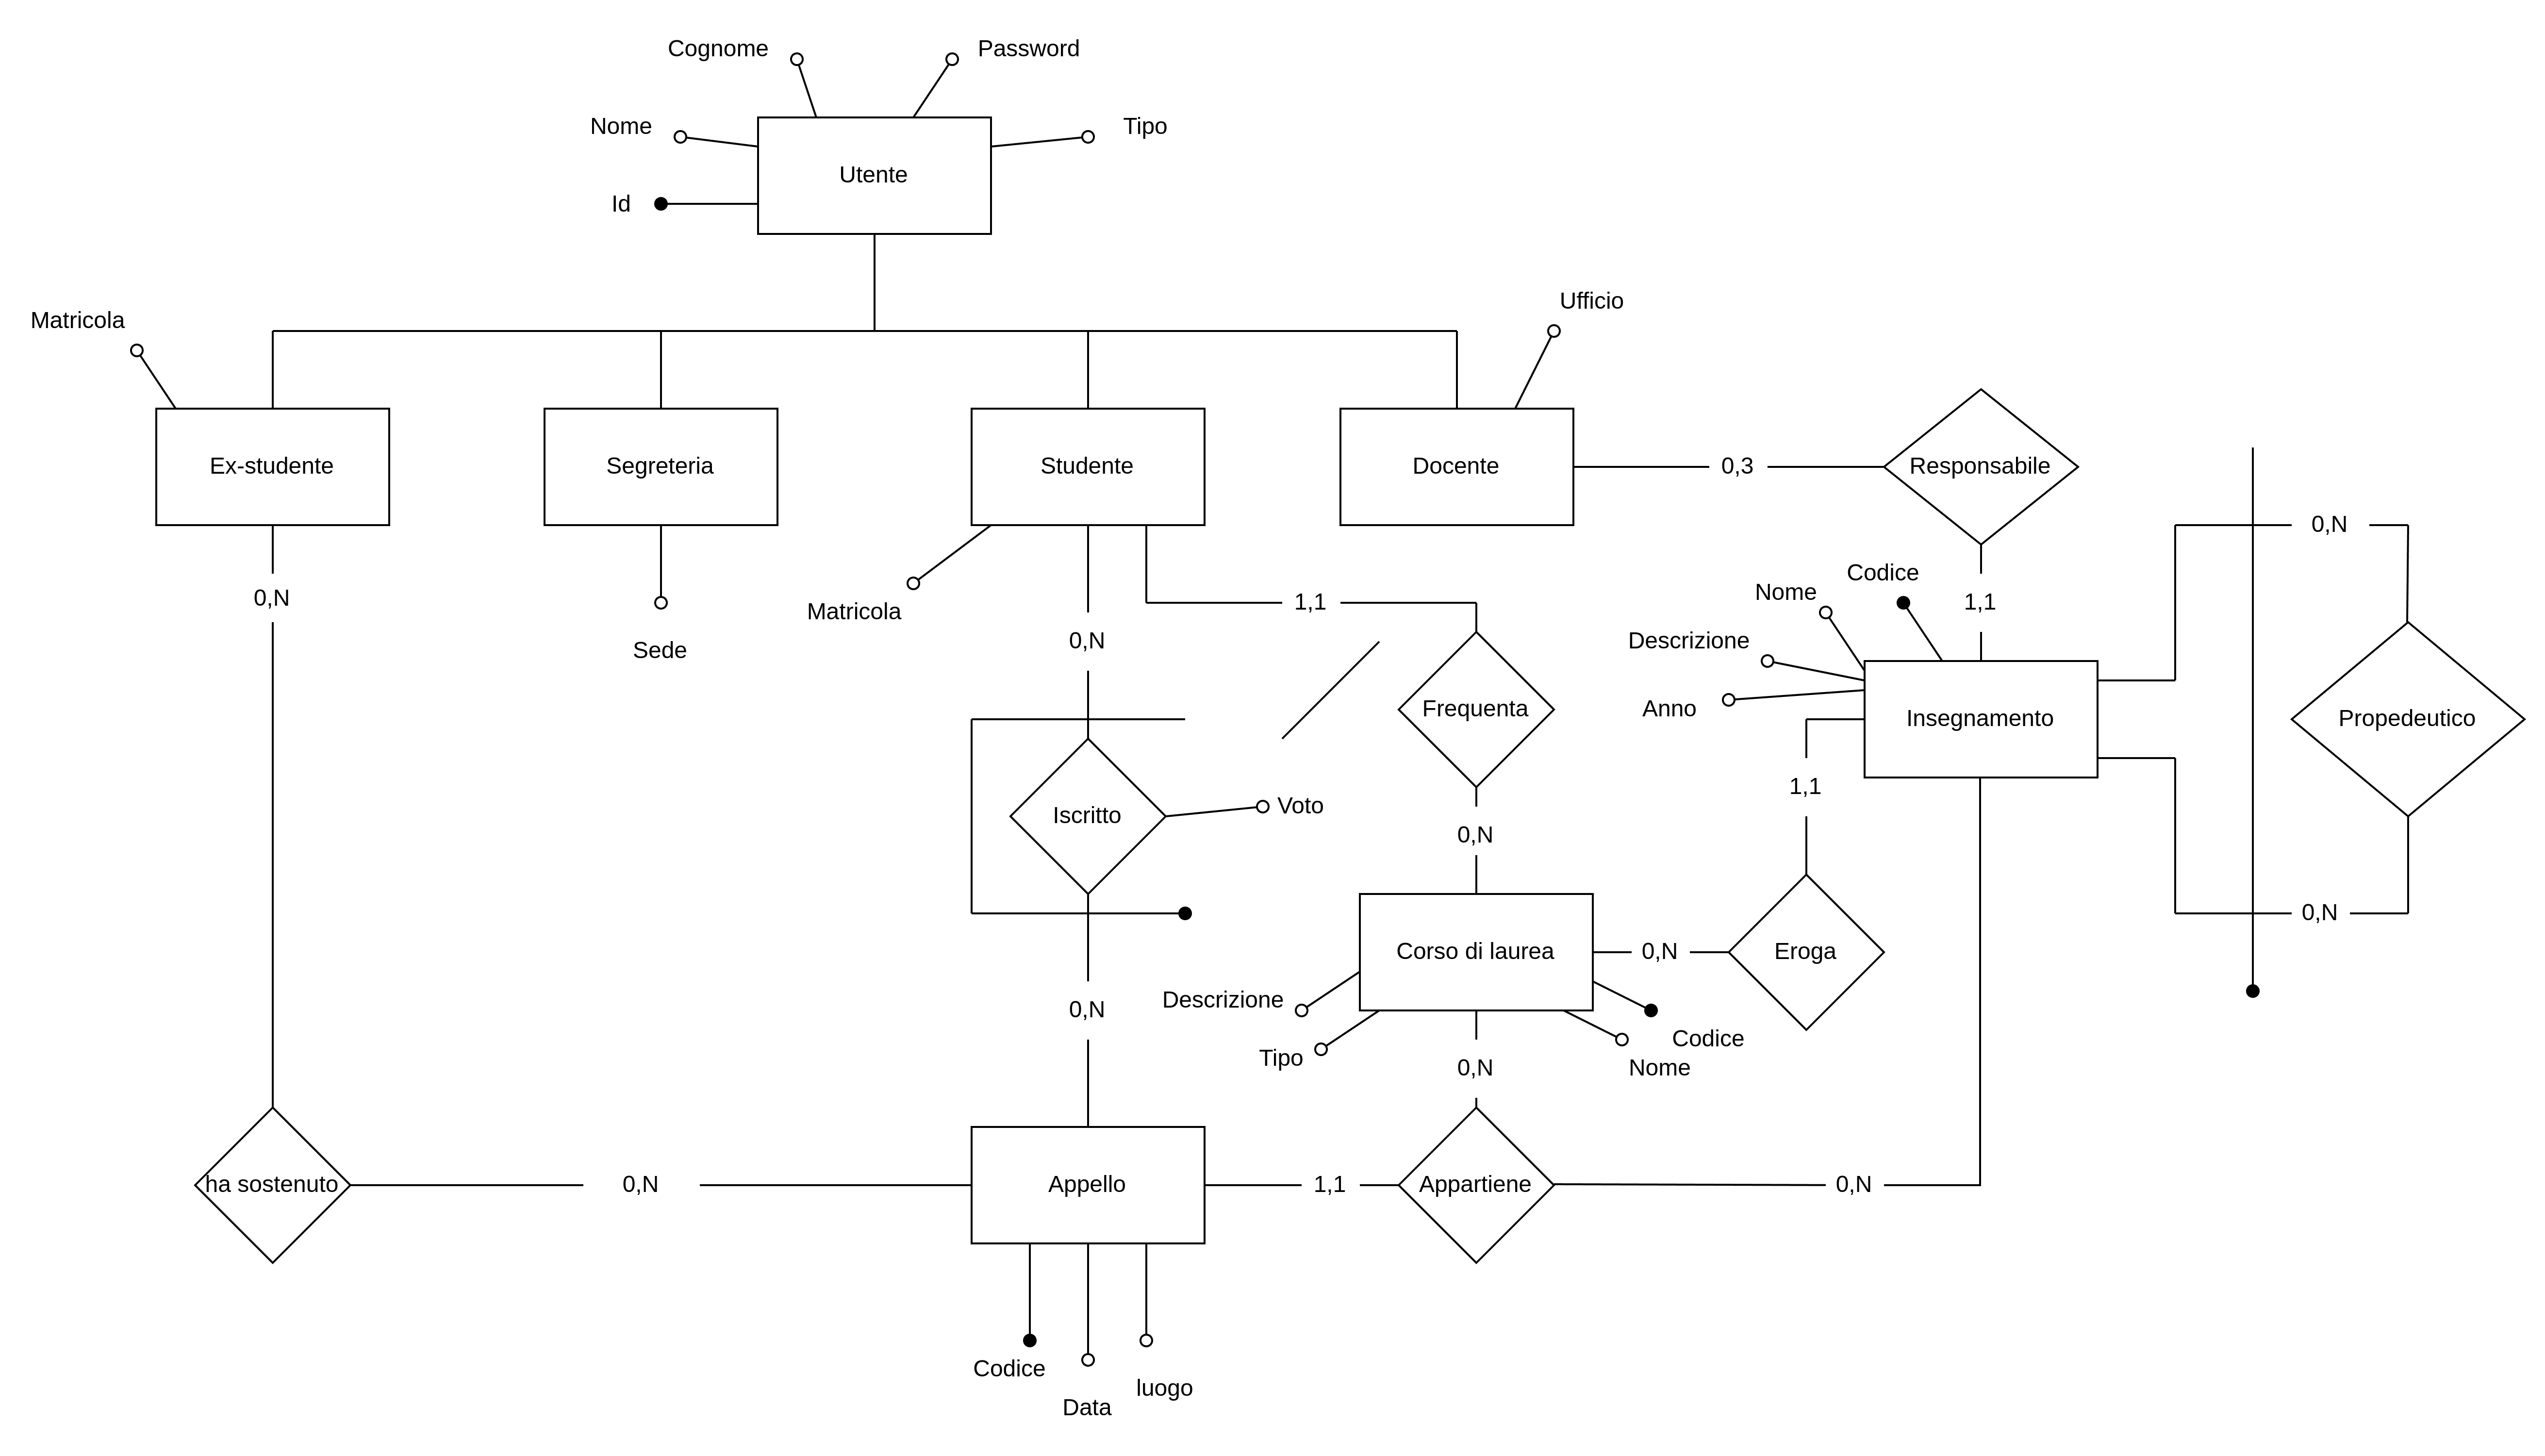 Cognome
Password
Nome
Tipo
Utente
Id
Ufficio
Matricola
Ex-studente
Segreteria
Studente
Docente
0,3
Responsabile
0,N
0,N
Sede
Matricola
0,N
1,1
Nome
Codice
1,1
Descrizione
Anno
Frequenta
Insegnamento
Propedeutico
1,1
Iscritto
Voto
0,N
0,N
Corso di laurea
0,N
Eroga
Descrizione
0,N
Tipo
0,N
Codice
Nome
ha sostenuto
0,N
Appello
1,1
Appartiene
0,N
Codice
luogo
Data